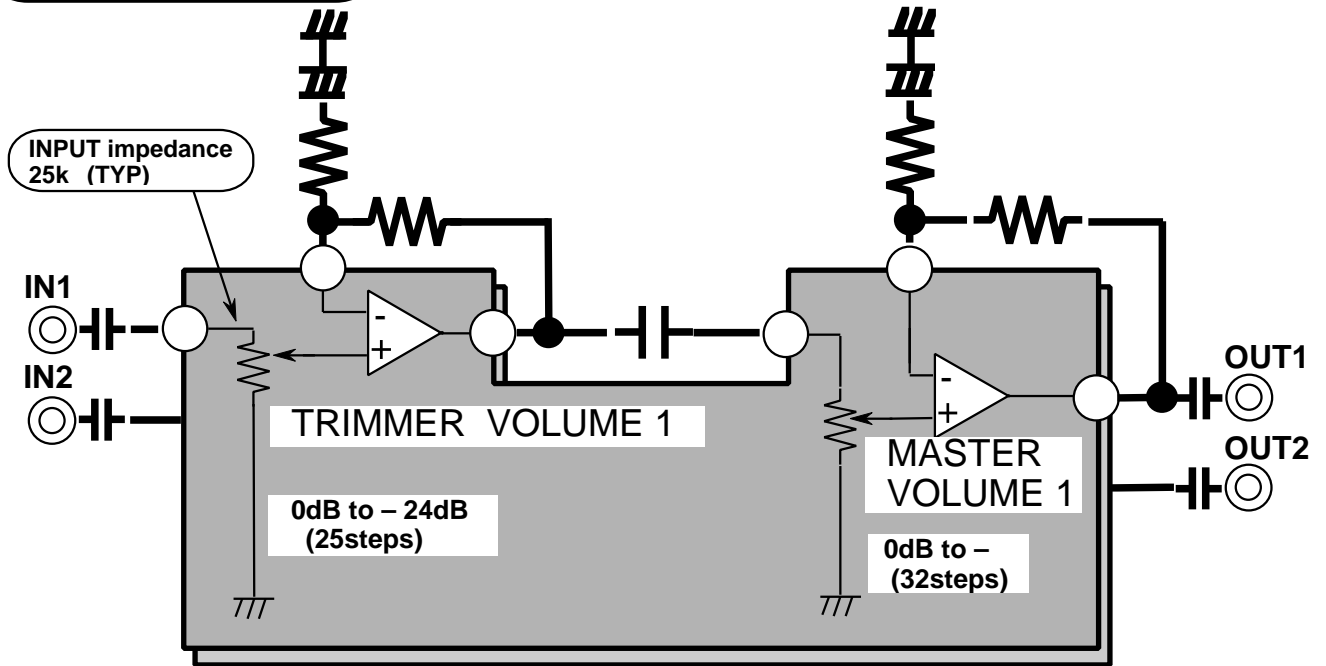 INPUT impedance
25k (TYP)
IN1
IN2
-
+
TRIMMER VOLUME 1
0dB to – 24dB
(25steps)
-
+
MASTER
VOLUME 1
0dB to –
(32steps)
OUT1
OUT2